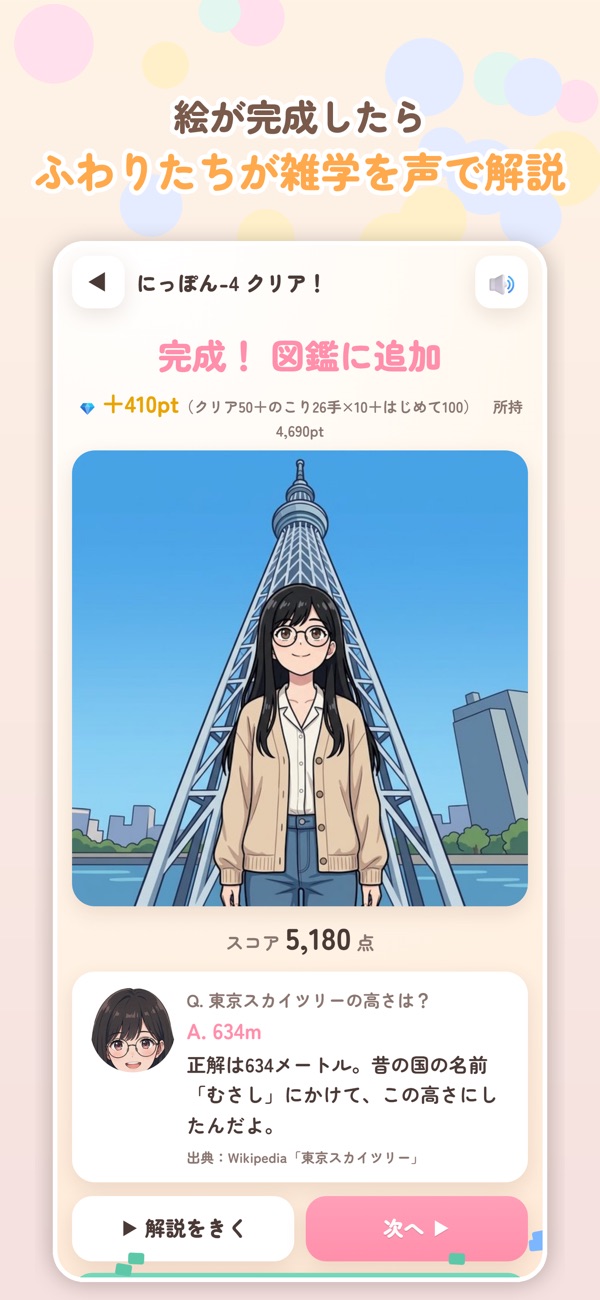 絵が完成したら
ふわりたちが雑学を声で解説
にっぽん-4 クリア！
完成！ 図鑑に追加
＋410pt（クリア50＋のこり26手×10＋はじめて100） 所持
4,690pt
スコア 5,180 点
Q. 東京スカイツリーの高さは？
A. 634m
正解は634メートル。昔の国の名前
「むさし」にかけて、この高さにし
たんだよ。
出典：Wikipedia「東京スカイツリー」
▶ 解説をきく
次へ ▶